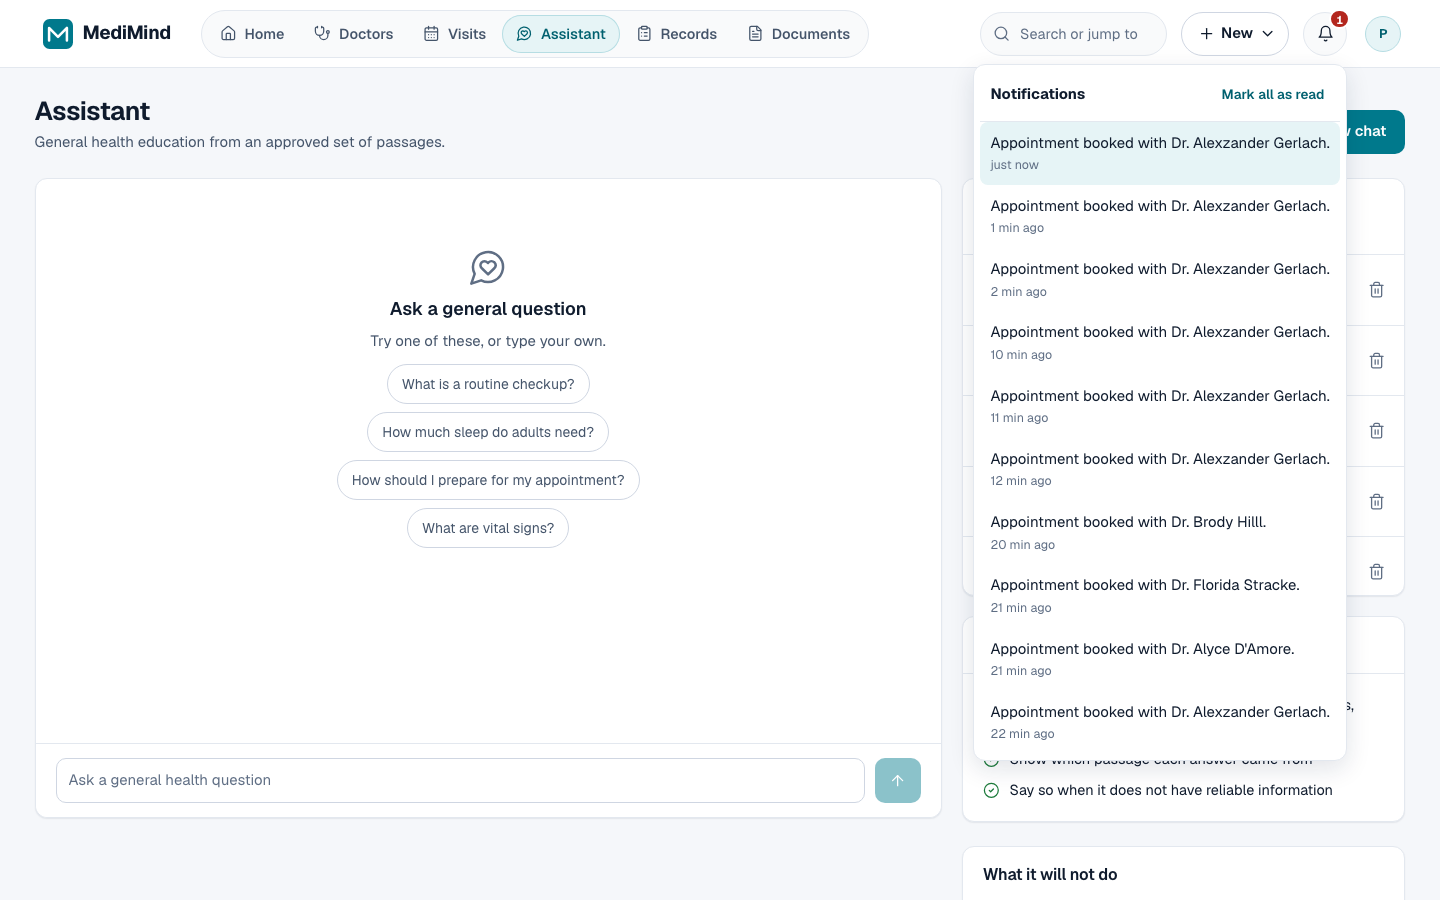 MediMind
Home
Doctors
Visits
Assistant
Records
Documents
Search or jump to
New
1
P
Assistant
General health education from an approved set of passages.
chat
Notifications
Mark all as read
Appointment booked with Dr. Alexzander Gerlach.
just now
Appointment booked with Dr. Alexzander Gerlach.
1 min ago
Appointment booked with Dr. Alexzander Gerlach.
2 min ago
Appointment booked with Dr. Alexzander Gerlach.
10 min ago
Appointment booked with Dr. Alexzander Gerlach.
11 min ago
Appointment booked with Dr. Alexzander Gerlach.
12 min ago
Appointment booked with Dr. Brody Hilll.
20 min ago
Appointment booked with Dr. Florida Stracke.
21 min ago
Appointment booked with Dr. Alyce D'Amore.
21 min ago
Appointment booked with Dr. Alexzander Gerlach.
22 min ago
Ask a general question
Try one of these, or type your own.
What is a routine checkup?
How much sleep do adults need?
How should I prepare for my appointment?
What are vital signs?
Ask a general health question
Show which passage each answer came from
Say so when it does not have reliable information
What it will not do